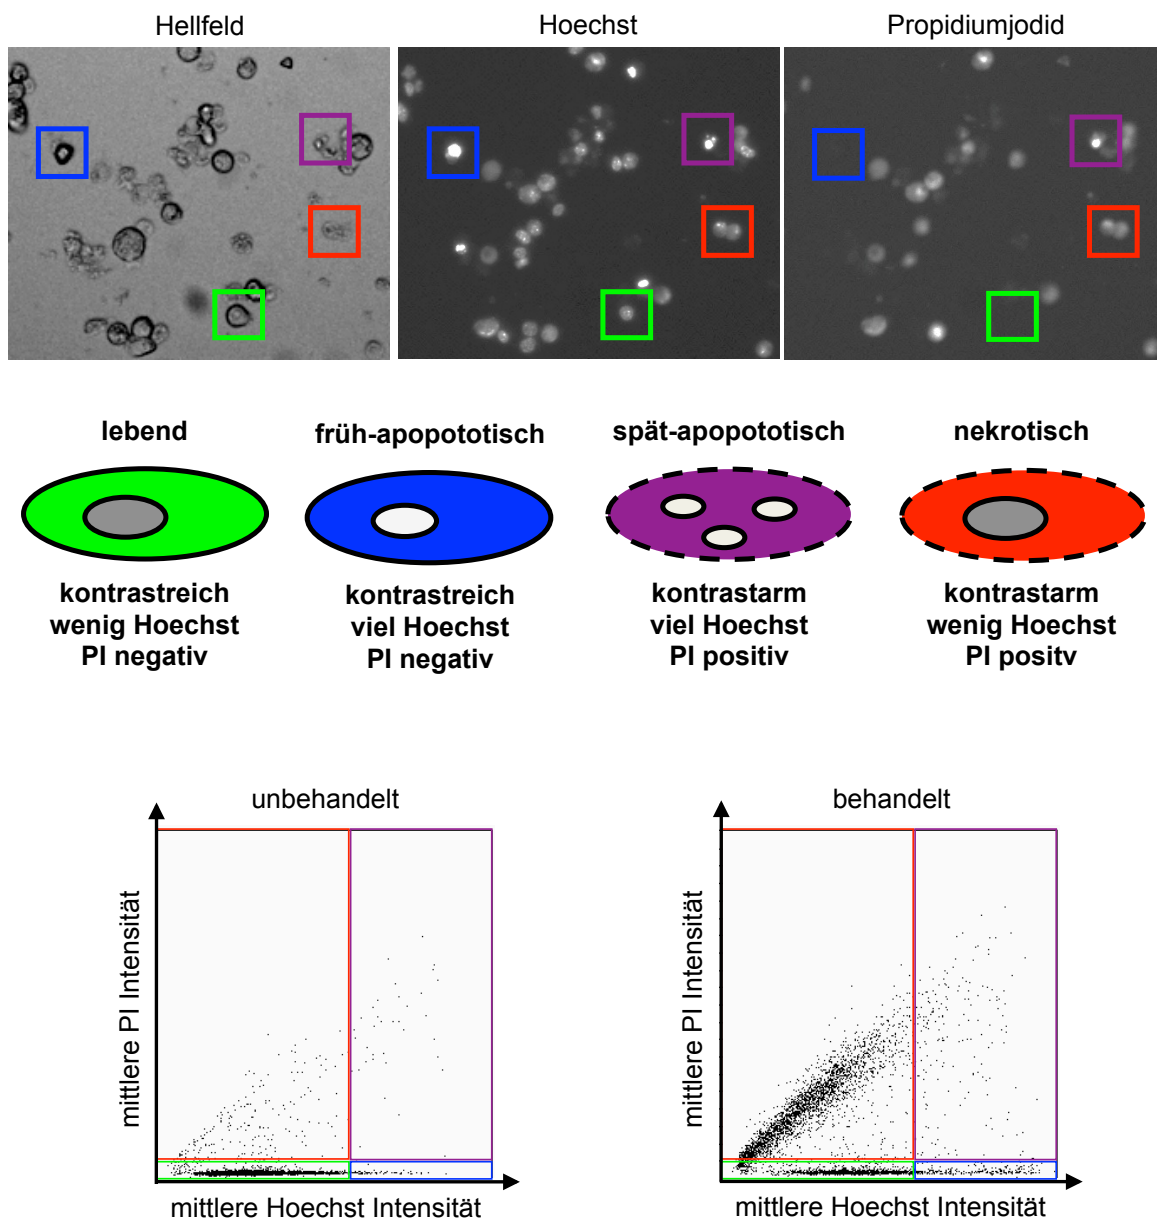 Hellfeld
Hoechst
Propidiumjodid
lebend
früh-apopototisch
spät-apopototisch
nekrotisch
kontrastreich
wenig Hoechst
PI negativ
kontrastreich
viel Hoechst
PI negativ
kontrastarm
viel Hoechst
PI positiv
kontrastarm
wenig Hoechst
PI positv
unbehandelt
mittlere PI Intensität
mittlere Hoechst Intensität
behandelt
mittlere PI Intensität
mittlere Hoechst Intensität